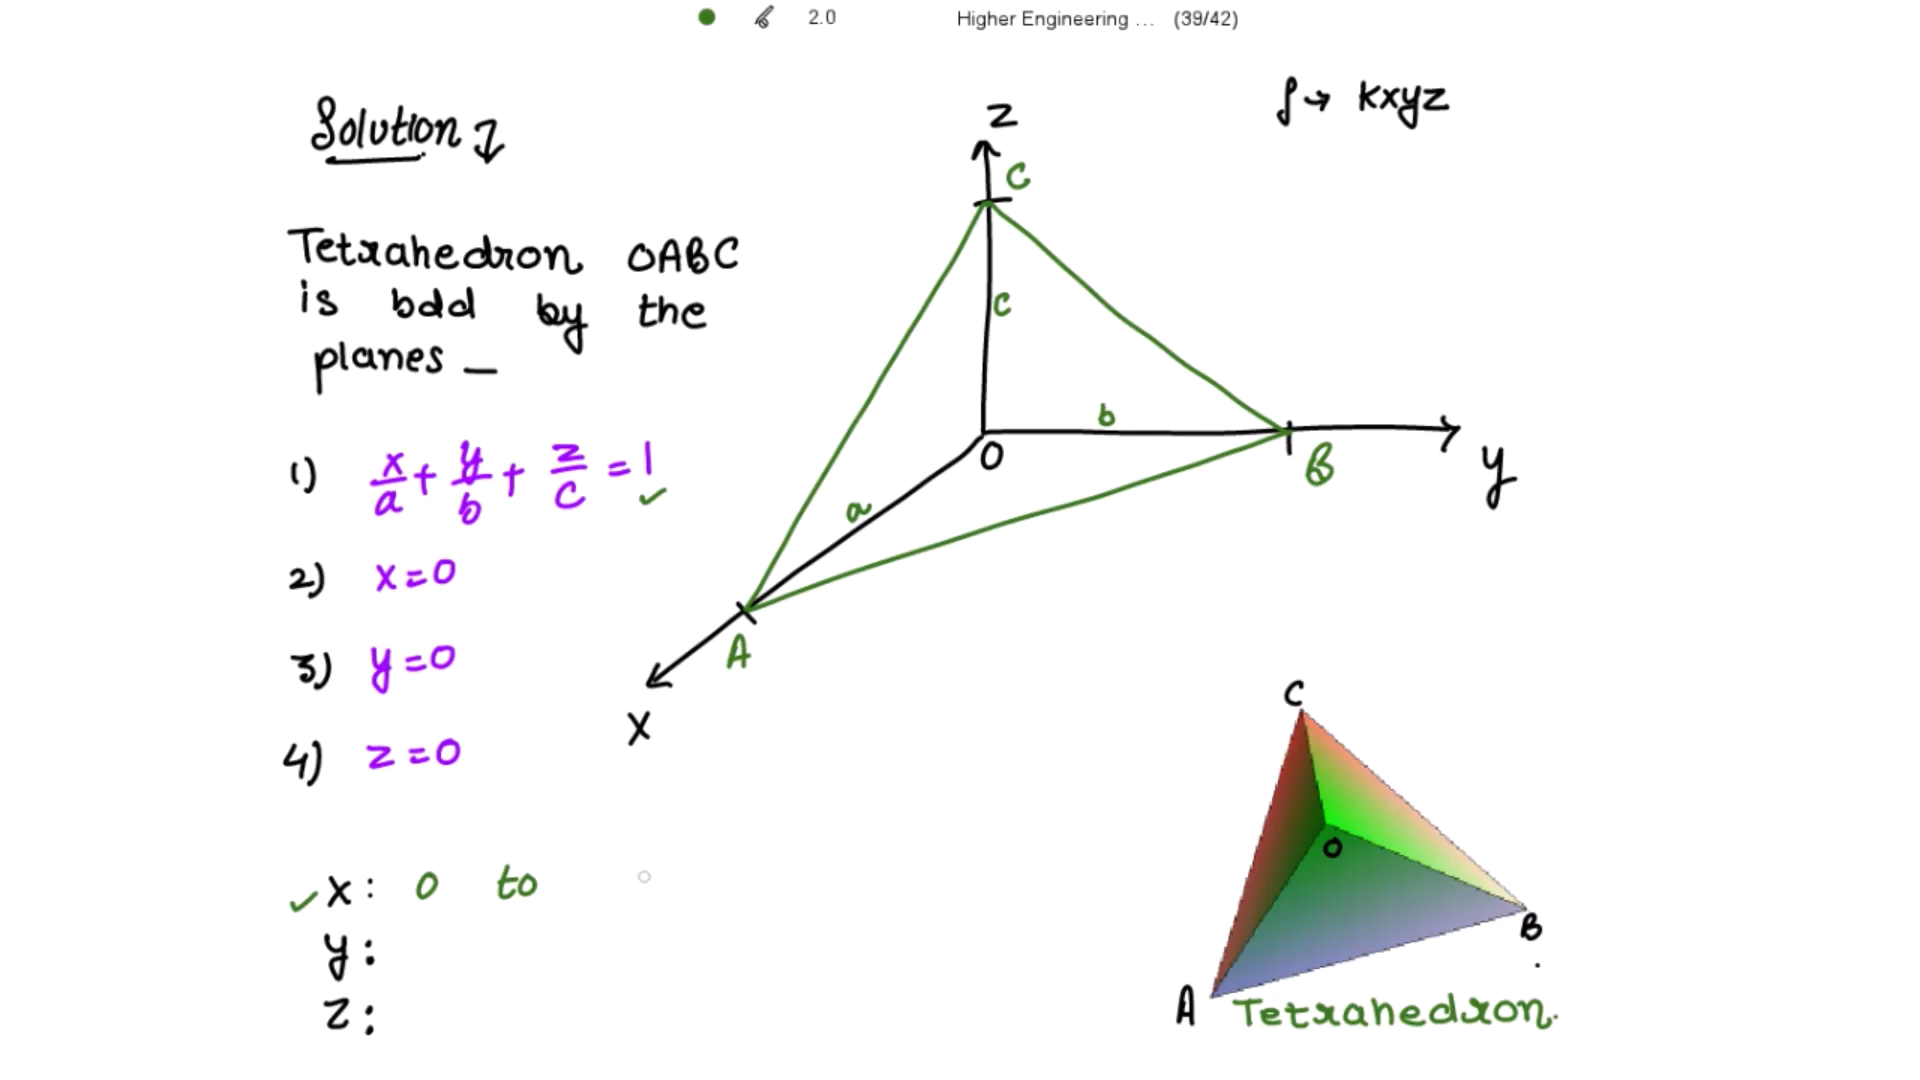 2.0 Higher Engineering ... (39/42)
Solution
ρ → kxyz
Tetrahedron OABC
is bdd by the
planes _
1) x/a + y/b + z/c = 1 ✓
2) x=0
3) y=0
4) z=0
✓ x: 0 to
y:
z:
z
C
c
b
O
B
y
a
A
x
C
O
B
A
Tetrahedron.